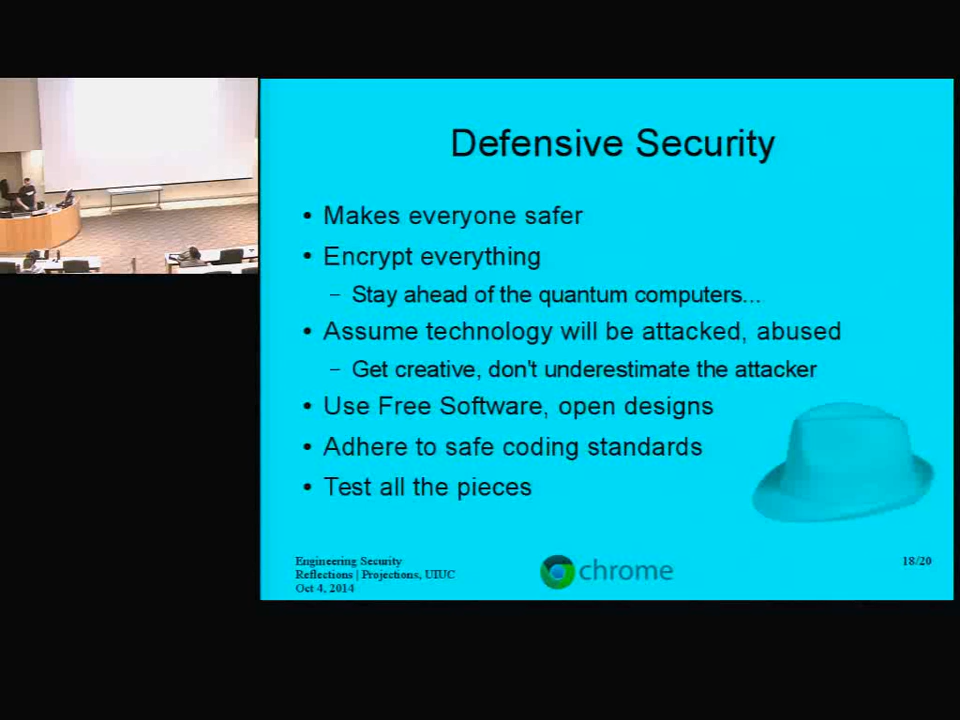 Defensive Security
• Makes everyone safer
• Encrypt everything
– Stay ahead of the quantum computers...
• Assume technology will be attacked, abused
– Get creative, don't underestimate the attacker
• Use Free Software, open designs
• Adhere to safe coding standards
• Test all the pieces
Engineering Security
Reflections | Projections, UIUC
Oct 4, 2014
chrome
18/20